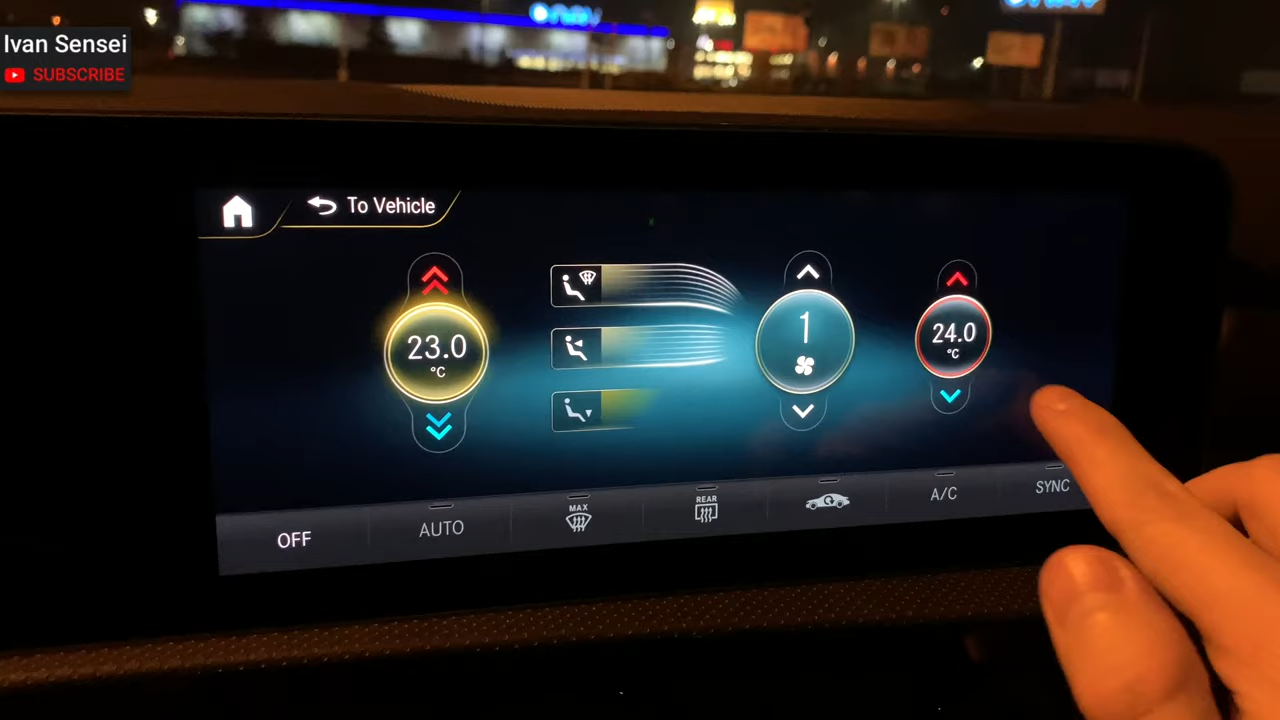 Ivan Sensei
SUBSCRIBE
To Vehicle
23.0
°C
1
24.0
°C
OFF
AUTO
MAX
REAR
A/C
SYNC